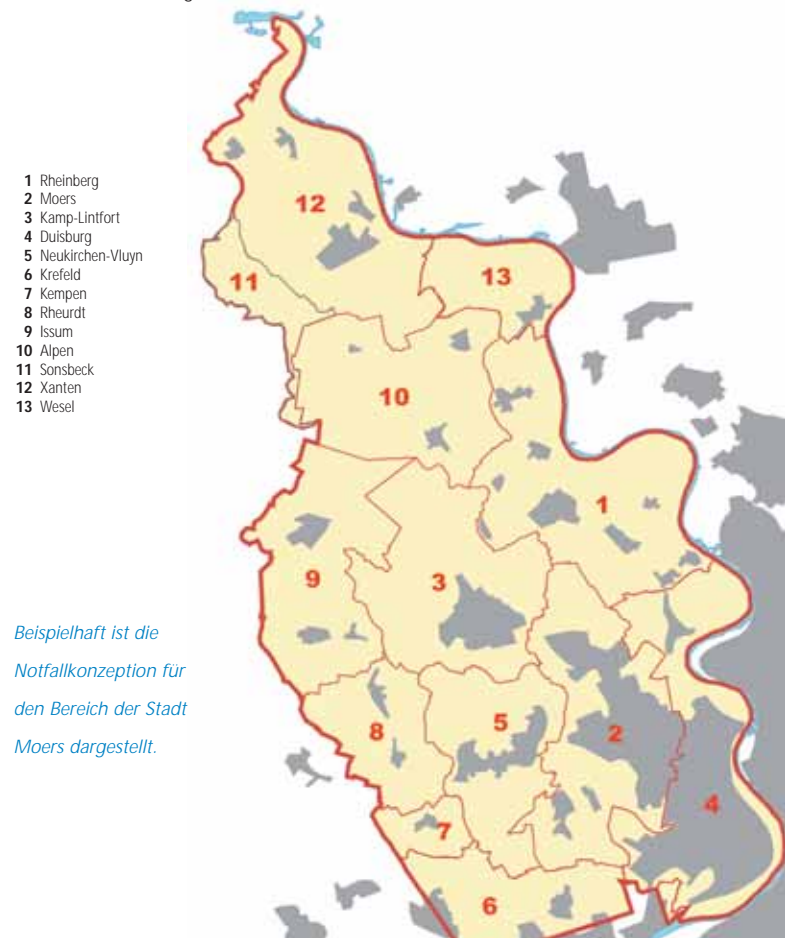 1 Rheinberg
2 Moers
3 Kamp-Lintfort
4 Duisburg
5 Neukirchen-Vluyn
6 Krefeld
7 Kempen
8 Rheurdt
9 Issum
10 Alpen
11 Sonsbeck
12 Xanten
13 Wesel
Beispielhaft ist die
Notfallkonzeption für
den Bereich der Stadt
Moers dargestellt.
12
11
13
10
1
9
3
8
5
2
4
7
6